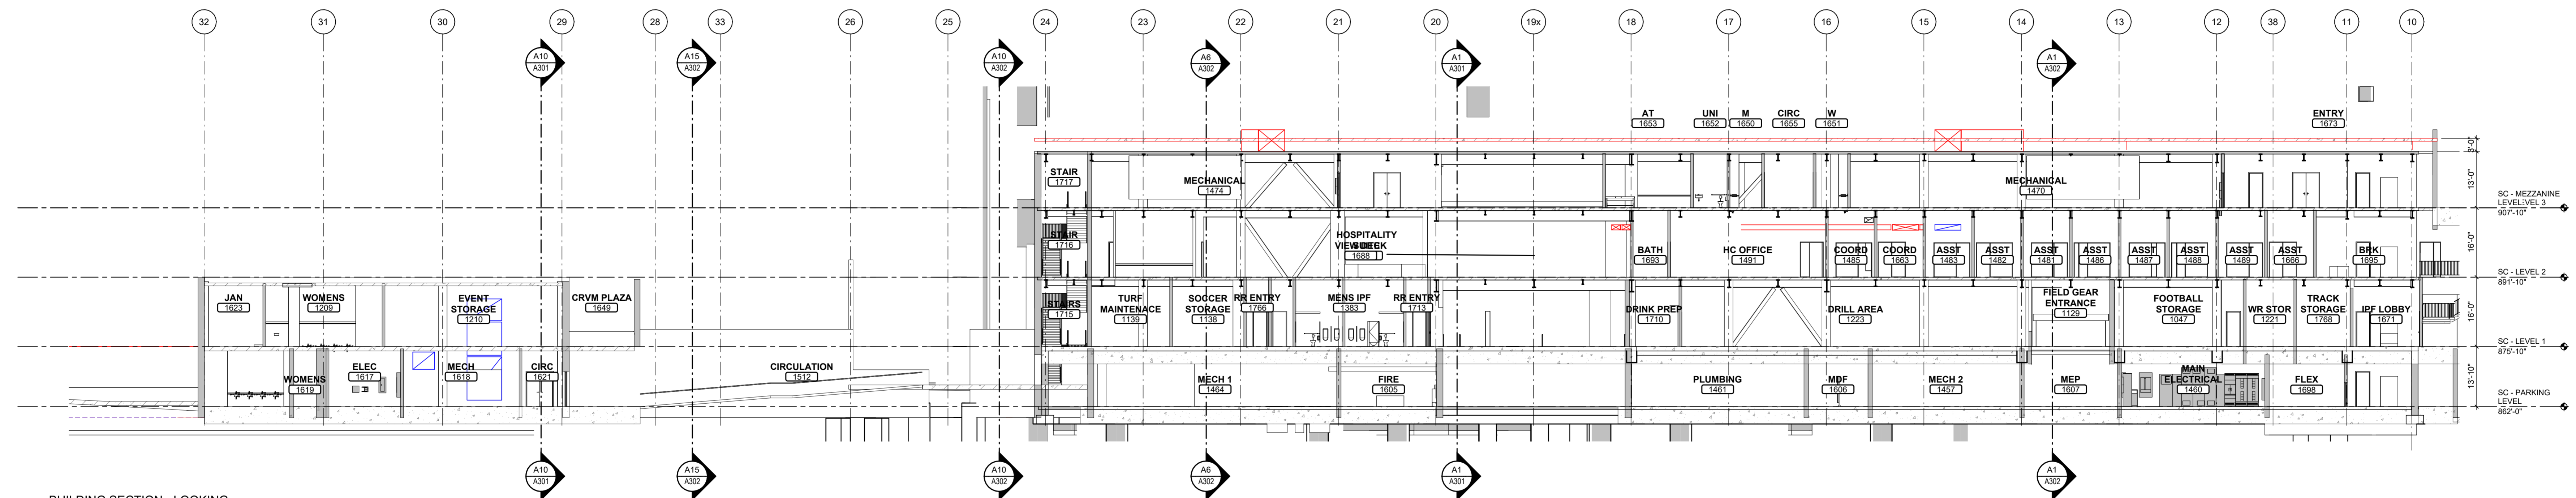 32
31
30
29
28
33
26
25
24
23
22
21
20
19x
18
17
16
15
14
13
12
38
11
10
A10
A301
A15
A302
A10
A302
A6
A302
A1
A301
A1
A302
AT
1653
UNI
1652
M
1650
CIRC
1655
W
1651
ENTRY
1673
3'-0"
STAIR
1717
MECHANICAL
1474
MECHANICAL
1470
13'-0"
SC - MEZZANINE
907'-10"
STAIR
1716
HOSPITALITY
1688
BATH
1693
HC OFFICE
1491
COORD
1485
COORD
1663
ASST
1483
ASST
1482
ASST
1481
ASST
1486
ASST
1487
ASST
1488
ASST
1489
ASST
1666
BRK
1695
16'-0"
SC - LEVEL 2
891'-10"
JAN
1623
WOMENS
1209
EVENT
STORAGE
1210
CRVM PLAZA
1649
STAIRS
1715
TURF
MAINTENACE
1139
SOCCER
STORAGE
1138
RR ENTRY
1766
MENS IPF
1383
RR ENTRY
1713
DRINK PREP
1710
DRILL AREA
1223
FIELD GEAR
ENTRANCE
1129
FOOTBALL
STORAGE
1047
WR STOR
1221
TRACK
STORAGE
1768
IPF LOBBY
1671
16'-0"
SC - LEVEL 1
875'-10"
WOMENS
1619
ELEC
1617
MECH
1618
CIRC
1621
CIRCULATION
1512
MECH 1
1464
FIRE
1605
PLUMBING
1461
MDF
1606
MECH 2
1457
MEP
1607
MAIN
ELECTRICAL
1460
FLEX
1698
13'-10"
SC - PARKING
LEVEL
862'-0"
A10
A301
A15
A302
A10
A302
A6
A302
A1
A301
A1
A302
BUILDING SECTION - LOOKING